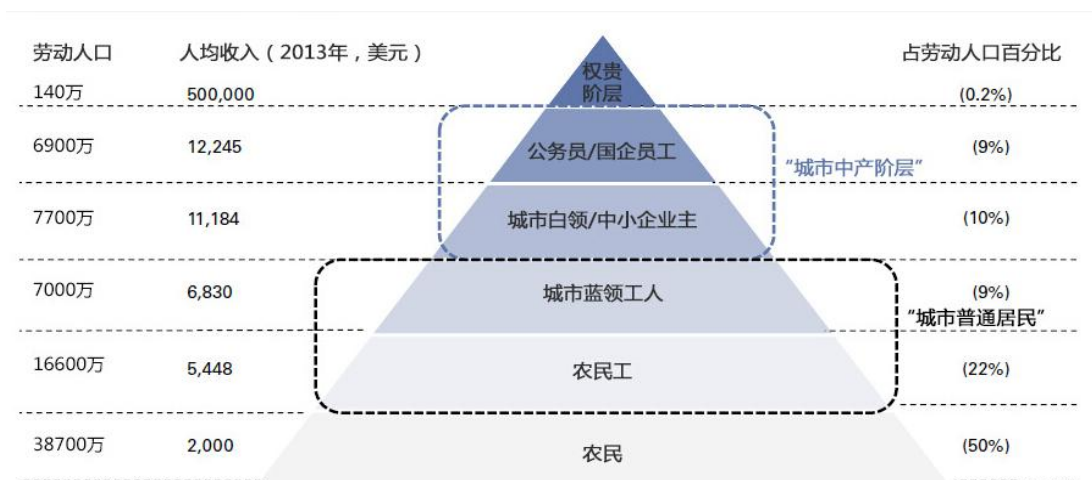 劳动人口 人均收入（2013年，美元） 占劳动人口百分比
权贵
阶层
140万 500,000 (0.2%)
6900万 12,245 公务员/国企员工 (9%)
"城市中产阶层"
7700万 11,184 城市白领/中小企业主 (10%)
7000万 6,830 城市蓝领工人 (9%)
"城市普通居民"
16600万 5,448 农民工 (22%)
38700万 2,000 农民 (50%)